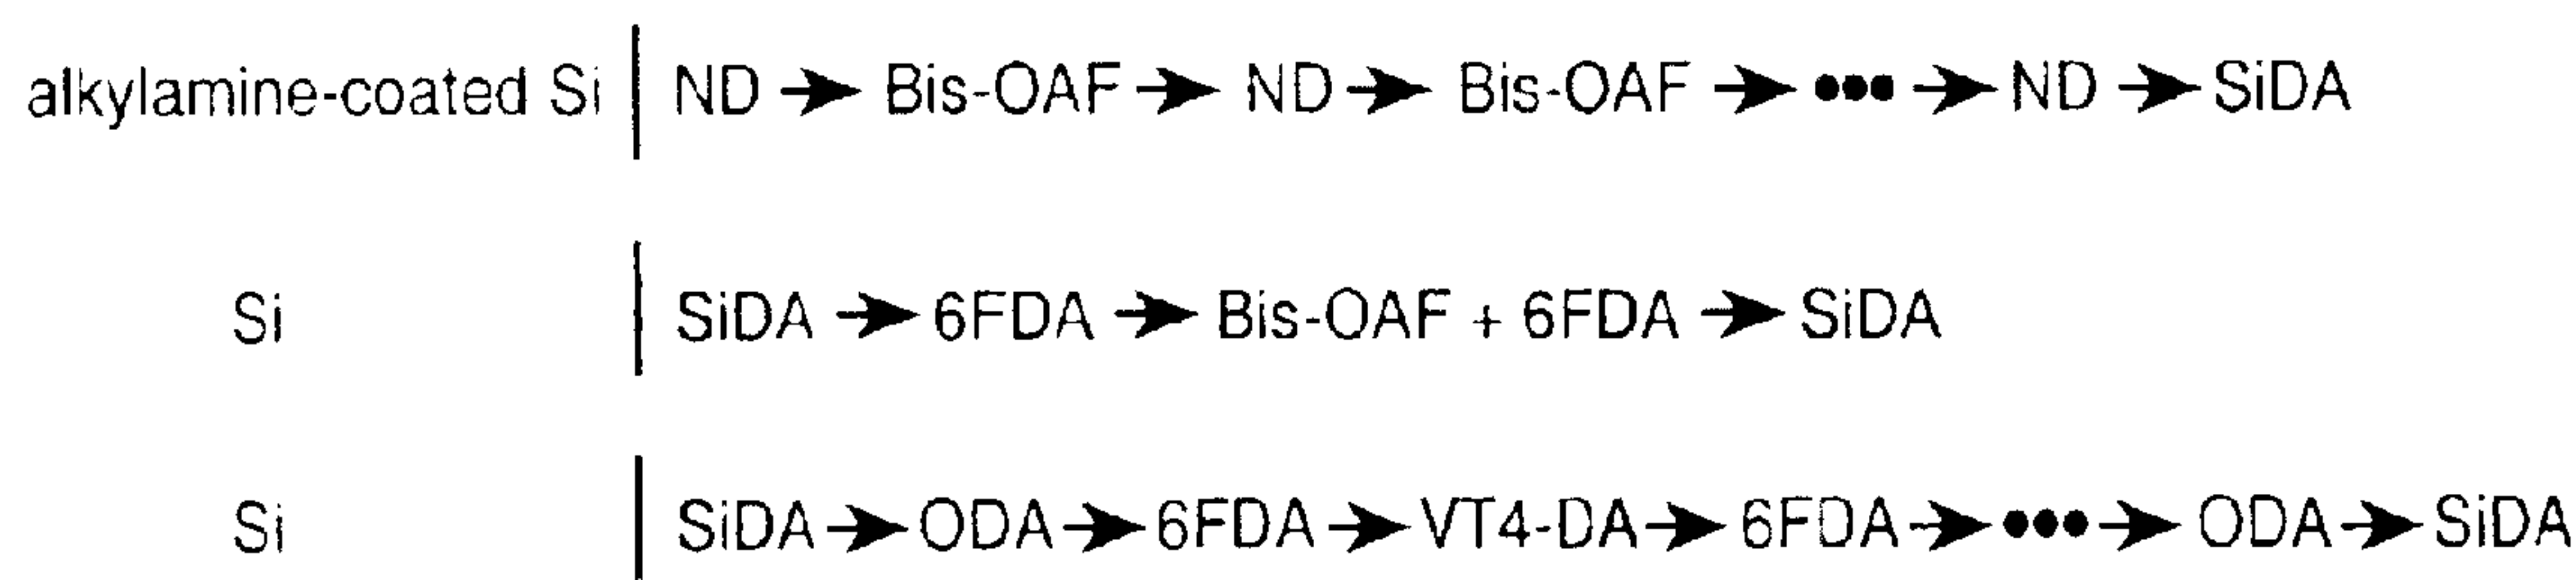 alkylamine-coated Si | ND → Bis-OAF → ND → Bis-OAF → ••• → ND → SiDA
Si | SiDA → 6FDA → Bis-OAF + 6FDA → SiDA
Si | SiDA → ODA → 6FDA → VT4-DA → 6FDA → ••• → ODA → SiDA